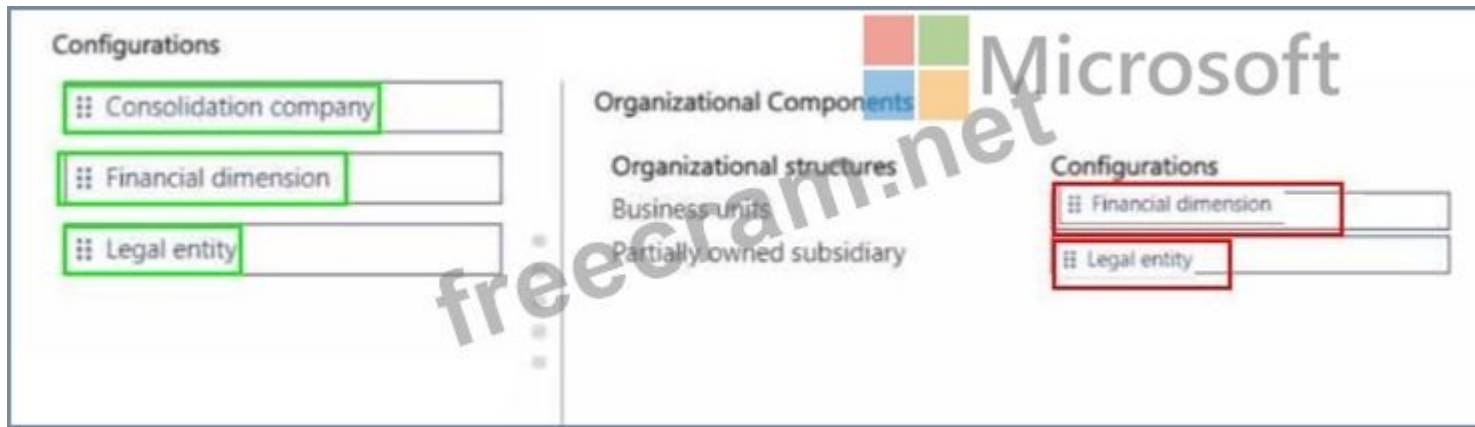 Configurations
Consolidation company
Financial dimension
Legal entity
Microsoft
Organizational Components
Organizational structures
Configurations
Business units
Financial dimension
Partially owned subsidiary
Legal entity
freecram.net